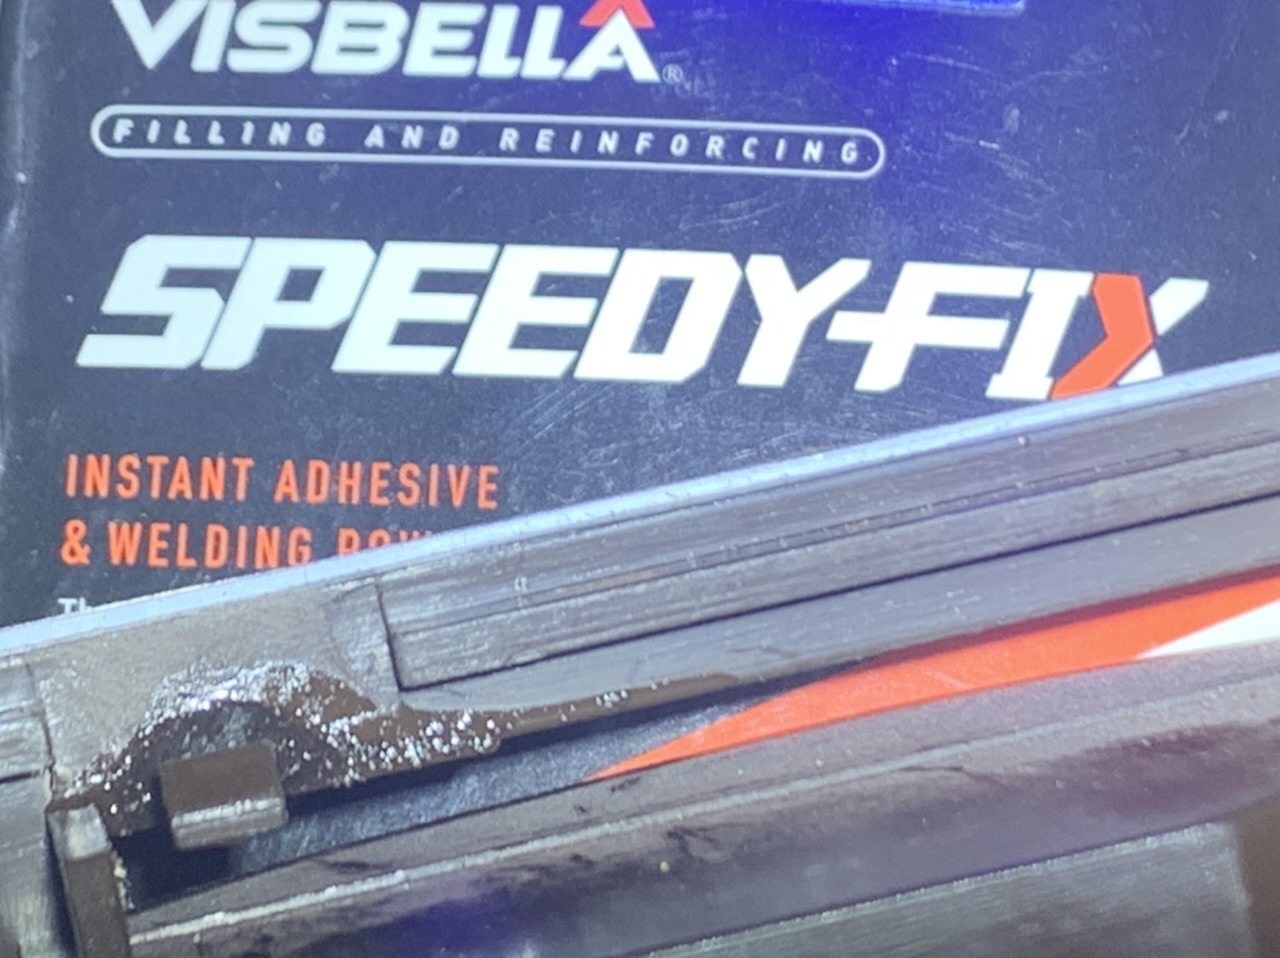 VISBELLA®
FILLING AND REINFORCING
SPEEDY-FIX
INSTANT ADHESIVE
& WELDING